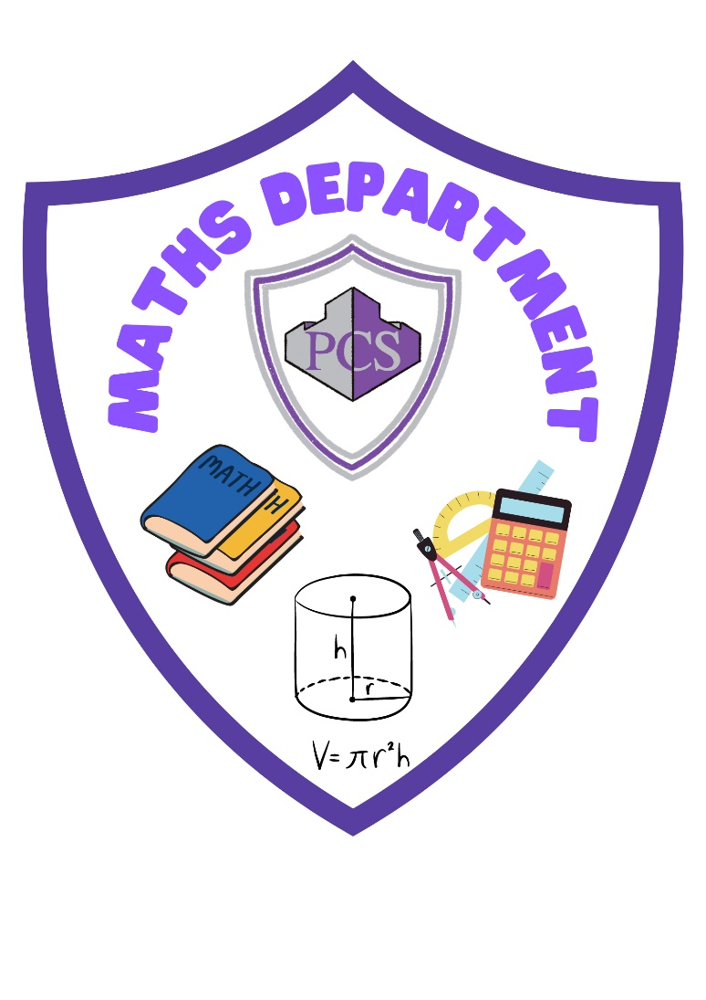 MATHS DEPARTMENT
PCS
MATH
H
h
r
V= πr²h